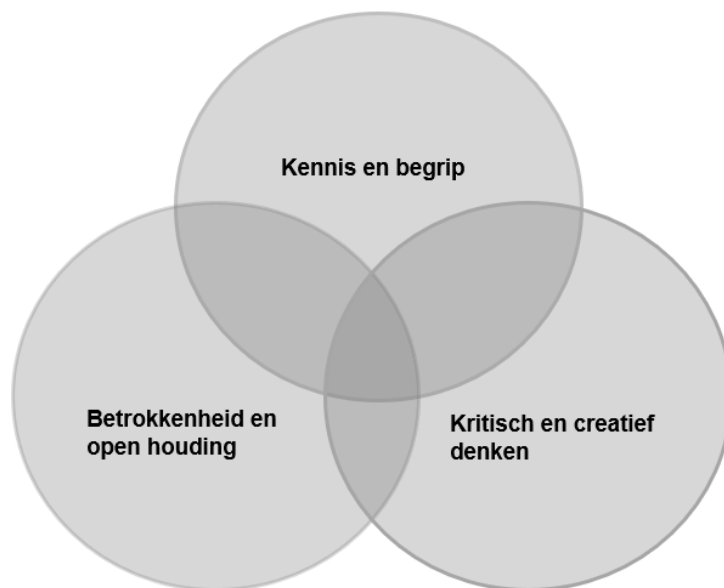 Kennis en begrip
Betrokkenheid en
open houding
Kritisch en creatief
denken